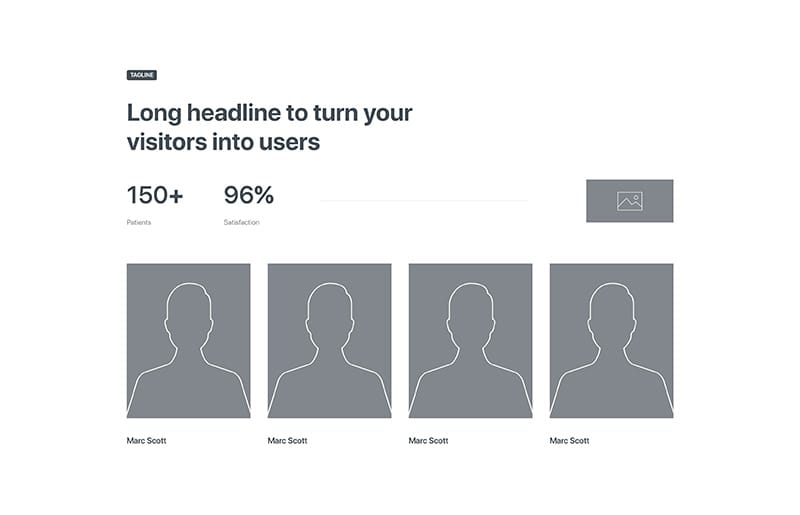 TAGLINE
Long headline to turn your
visitors into users
150+ 96%
Patients Satisfaction
Marc Scott Marc Scott Marc Scott Marc Scott